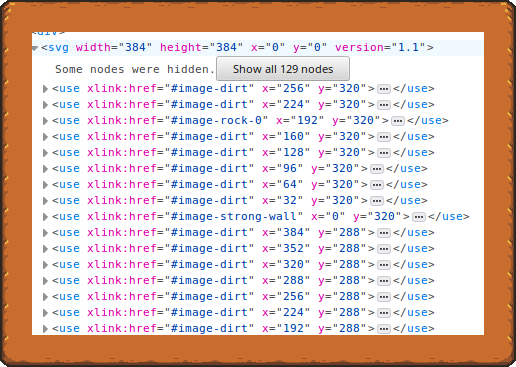 div>
<svg width="384" height="384" x="0" y="0" version="1.1">
Some nodes were hidden. Show all 129 nodes
<use xlink:href="#image-dirt" x="256" y="320">…</use>
<use xlink:href="#image-dirt" x="224" y="320">…</use>
<use xlink:href="#image-rock-0" x="192" y="320">…</use>
<use xlink:href="#image-dirt" x="160" y="320">…</use>
<use xlink:href="#image-dirt" x="128" y="320">…</use>
<use xlink:href="#image-dirt" x="96" y="320">…</use>
<use xlink:href="#image-dirt" x="64" y="320">…</use>
<use xlink:href="#image-dirt" x="32" y="320">…</use>
<use xlink:href="#image-strong-wall" x="0" y="320">…</use>
<use xlink:href="#image-dirt" x="384" y="288">…</use>
<use xlink:href="#image-dirt" x="352" y="288">…</use>
<use xlink:href="#image-dirt" x="320" y="288">…</use>
<use xlink:href="#image-dirt" x="288" y="288">…</use>
<use xlink:href="#image-dirt" x="256" y="288">…</use>
<use xlink:href="#image-dirt" x="224" y="288">…</use>
<use xlink:href="#image-dirt" x="192" y="288">…</use>